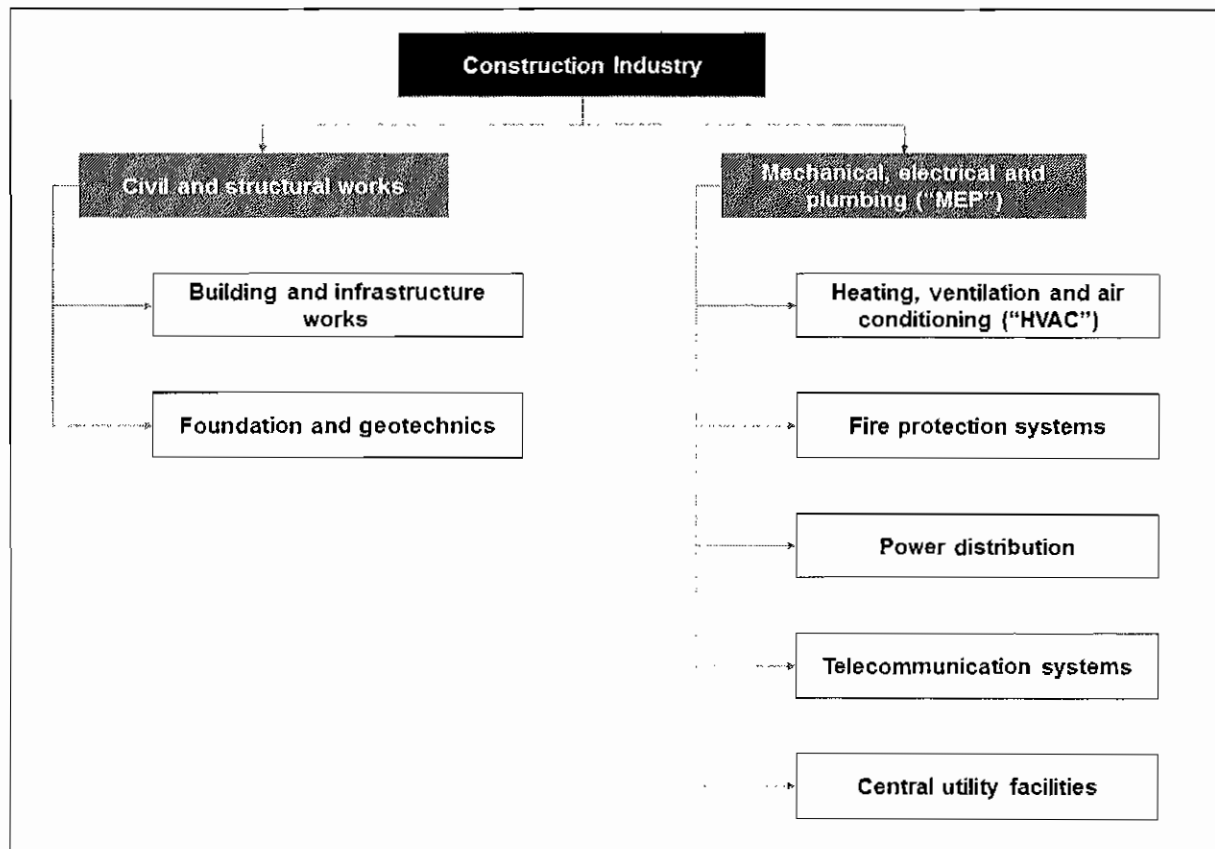 Construction Industry
Civil and structural works
Building and infrastructure
works
Foundation and geotechnics
Mechanical, electrical and
plumbing (“MEP”)
Heating, ventilation and air
conditioning (“HVAC”)
Fire protection systems
Power distribution
Telecommunication systems
Central utility facilities